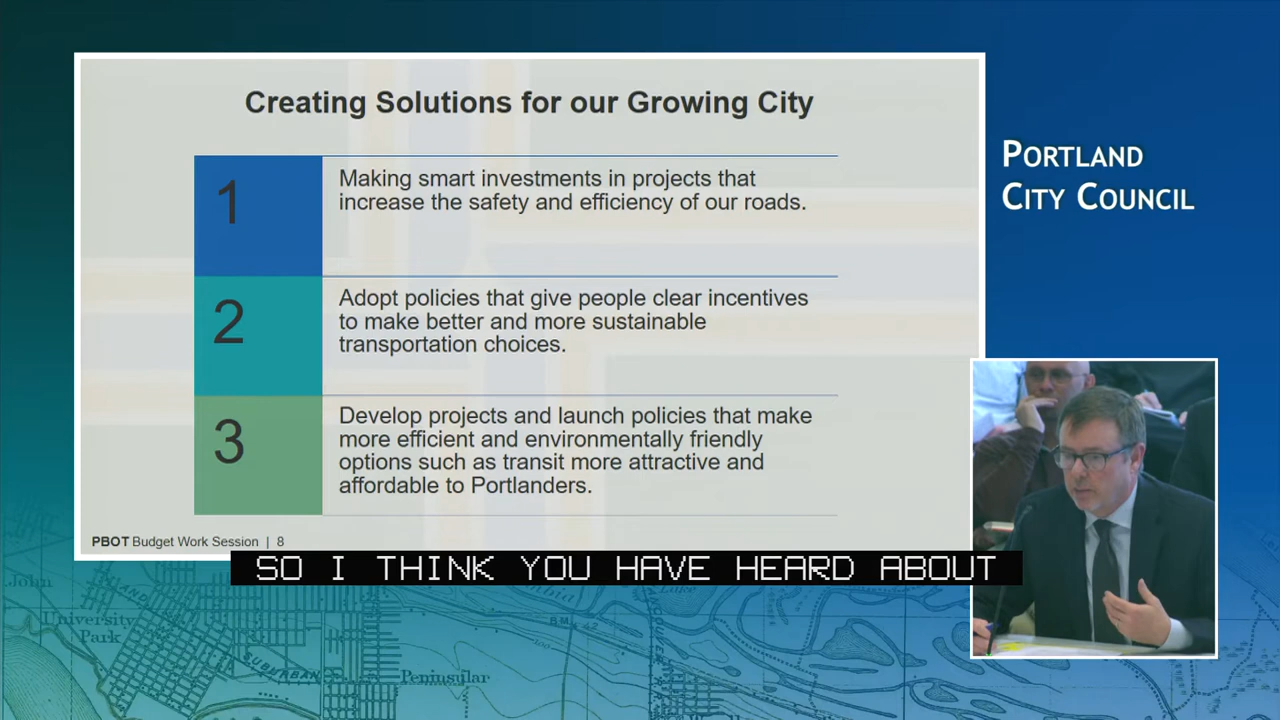 Creating Solutions for our Growing City
1
Making smart investments in projects that
increase the safety and efficiency of our roads.
2
Adopt policies that give people clear incentives
to make better and more sustainable
transportation choices.
3
Develop projects and launch policies that make
more efficient and environmentally friendly
options such as transit more attractive and
affordable to Portlanders.
PBOT Budget Work Session | 8
PORTLAND
CITY COUNCIL
SO I THINK YOU HAVE HEARD ABOUT
John
University
Park
SUBURBAN
Peninsular